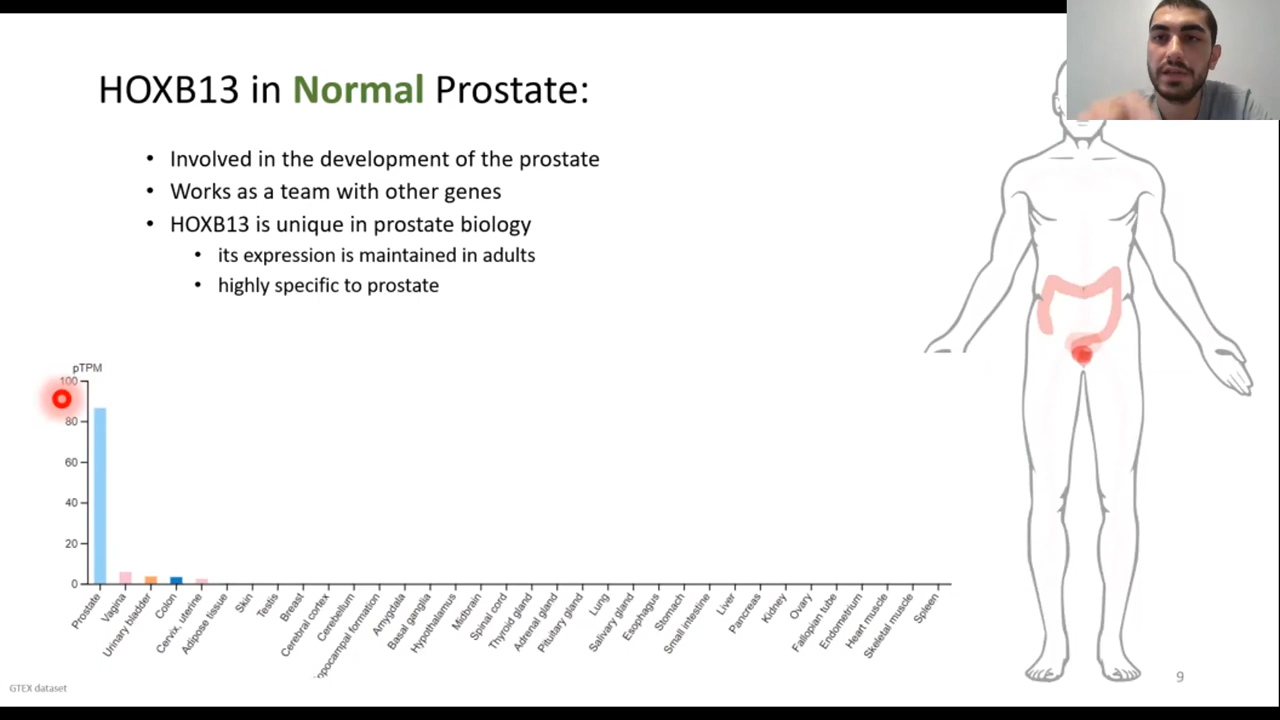 HOXB13 in Normal Prostate:
• Involved in the development of the prostate
• Works as a team with other genes
• HOXB13 is unique in prostate biology
• its expression is maintained in adults
• highly specific to prostate
pTPM
100
80
60
40
20
0
Prostate
Vagina
Urinary bladder
Colon
Cervix, uterine
Adipose tissue
Skin
Testis
Breast
Cerebral cortex
Cerebellum
ppocampal formation
Amygdala
Basal ganglia
Hypothalamus
Midbrain
Spinal cord
Thyroid gland
Adrenal gland
Pituitary gland
Lung
Salivary gland
Esophagus
Stomach
Small intestine
Liver
Pancreas
Kidney
Ovary
Fallopian tube
Endometrium
Heart muscle
Skeletal muscle
Spleen
GTEX dataset
9